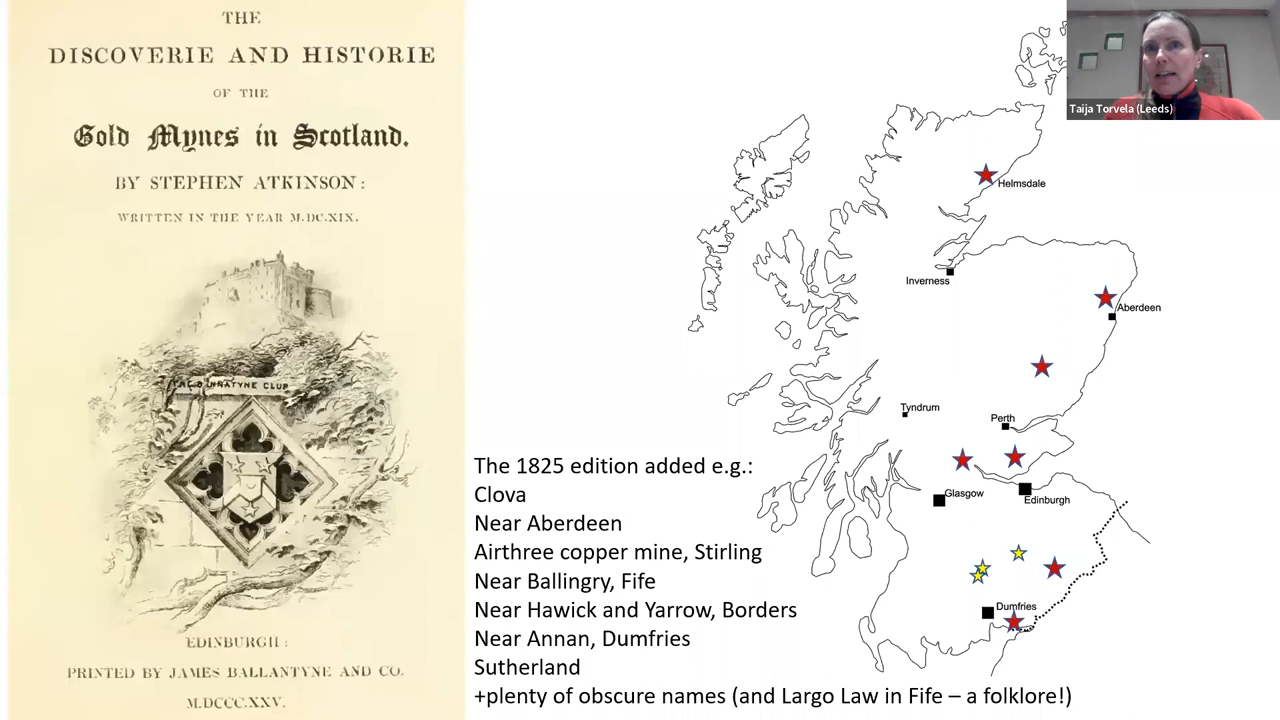 THE
DISCOVERIE AND HISTORIE
OF THE
Gold Mynes in Scotland.
BY STEPHEN ATKINSON:
WRITTEN IN THE YEAR M.DC.XIX.
THE BANNATYNE CLUB
EDINBURGH:
PRINTED BY JAMES BALLANTYNE AND CO.
M.DCCC.XXV.
The 1825 edition added e.g.:
Clova
Near Aberdeen
Airthree copper mine, Stirling
Near Ballingry, Fife
Near Hawick and Yarrow, Borders
Near Annan, Dumfries
Sutherland
+plenty of obscure names (and Largo Law in Fife – a folklore!)
Helmsdale
Inverness
Aberdeen
Tyndrum
Perth
Glasgow
Edinburgh
Dumfries
Taija Torvela (Leeds)